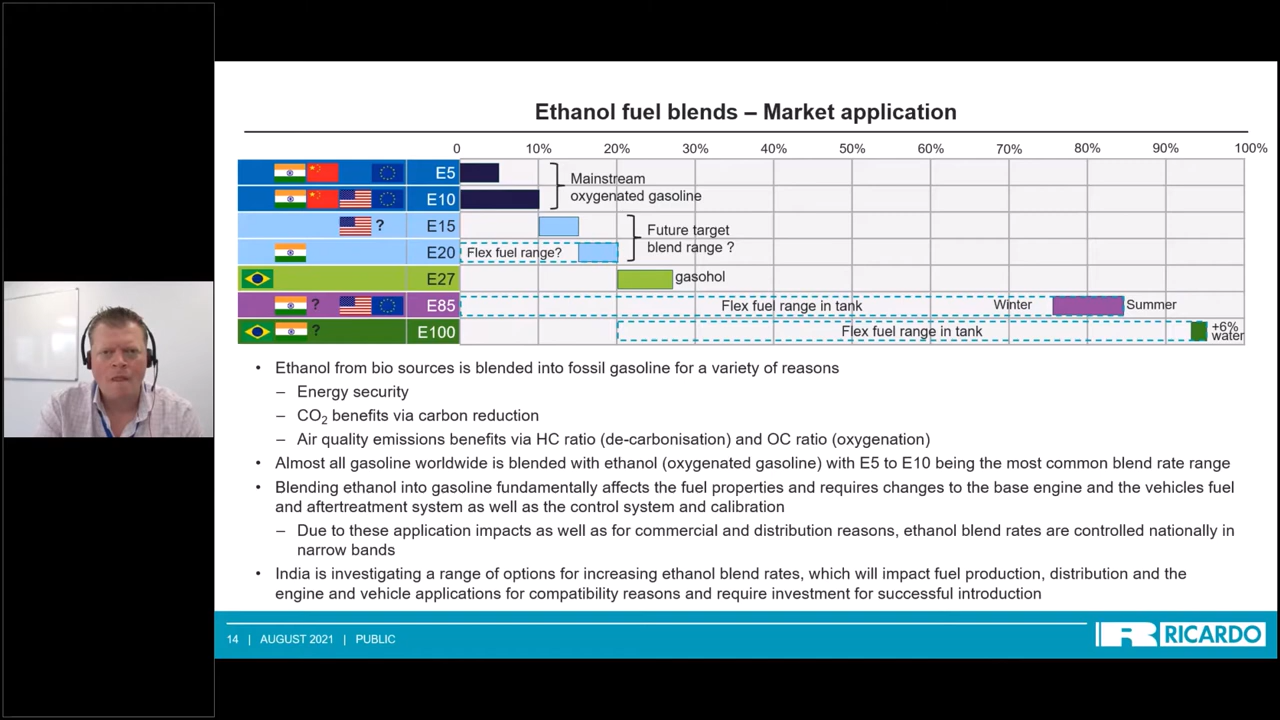 Ethanol fuel blends – Market application
0 10% 20% 30% 40% 50% 60% 70% 80% 90% 100%
E5
Mainstream
oxygenated gasoline
E10
? E15
Future target
blend range ?
E20 Flex fuel range?
E27 gasohol
? E85 Flex fuel range in tank Winter Summer
? E100 Flex fuel range in tank +6%
water
• Ethanol from bio sources is blended into fossil gasoline for a variety of reasons
– Energy security
– CO₂ benefits via carbon reduction
– Air quality emissions benefits via HC ratio (de-carbonisation) and OC ratio (oxygenation)
• Almost all gasoline worldwide is blended with ethanol (oxygenated gasoline) with E5 to E10 being the most common blend rate range
• Blending ethanol into gasoline fundamentally affects the fuel properties and requires changes to the base engine and the vehicles fuel
and aftertreatment system as well as the control system and calibration
– Due to these application impacts as well as for commercial and distribution reasons, ethanol blend rates are controlled nationally in
narrow bands
• India is investigating a range of options for increasing ethanol blend rates, which will impact fuel production, distribution and the
engine and vehicle applications for compatibility reasons and require investment for successful introduction
14 | AUGUST 2021 | PUBLIC
RICARDO